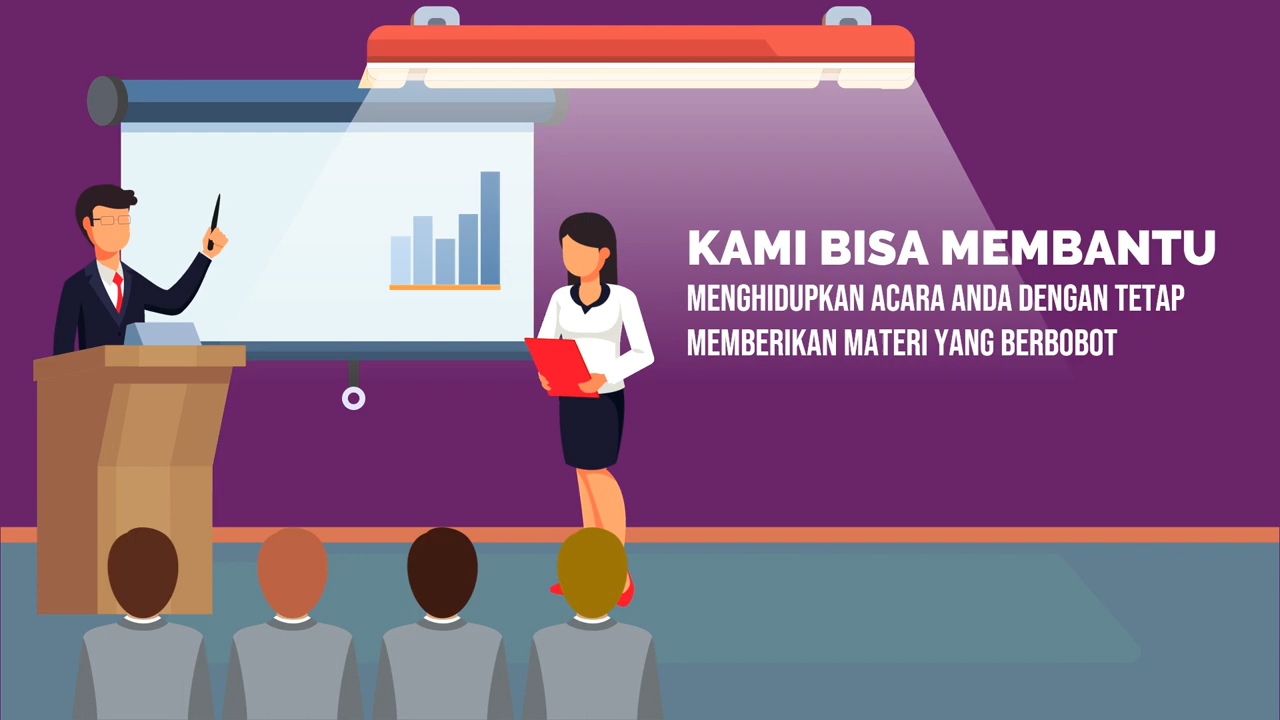 KAMI BISA MEMBANTU
MENGHIDUPKAN ACARA ANDA DENGAN TETAP
MEMBERIKAN MATERI YANG BERBOBOT